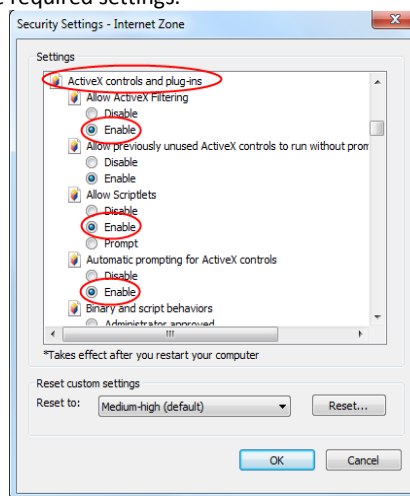 required settings.
Security Settings - Internet Zone
Settings
ActiveX controls and plug-ins
Allow ActiveX Filtering
Disable
Enable
Allow previously unused ActiveX controls to run without prom
Disable
Enable
Allow Scriptlets
Disable
Enable
Prompt
Automatic prompting for ActiveX controls
Disable
Enable
Binary and script behaviors
Administrator approved
*Takes effect after you restart your computer
Reset custom settings
Reset to: Medium-high (default) Reset...
OK Cancel